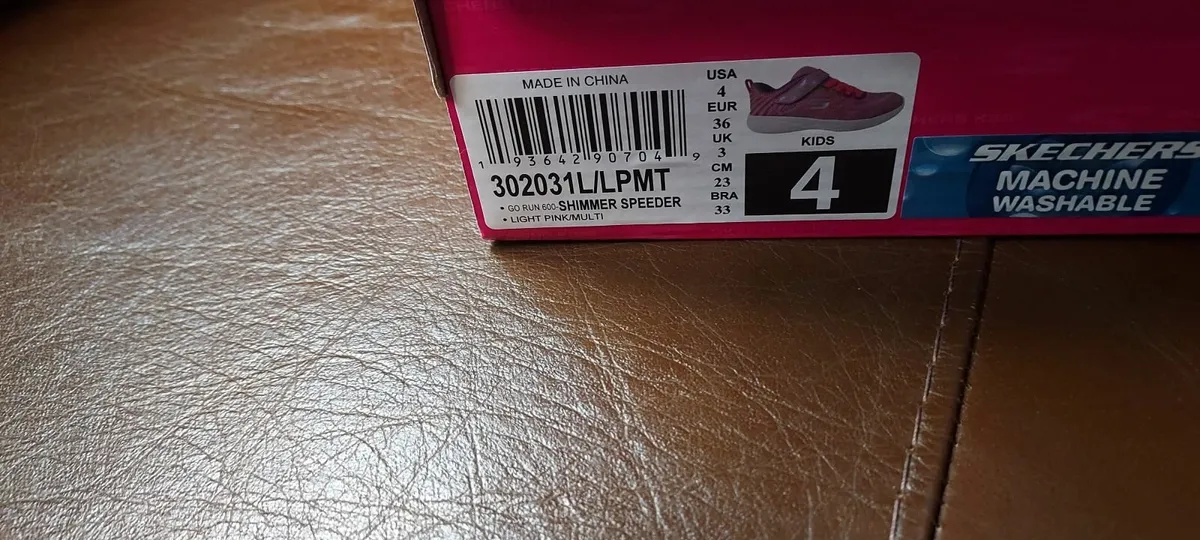 MADE IN CHINA
1 93642 90704 9
302031L/LPMT
• GO RUN 600-SHIMMER SPEEDER
• LIGHT PINK/MULTI
USA
4
EUR
36
UK
3
CM
23
BRA
33
KIDS
4
SKECHERS
MACHINE
WASHABLE